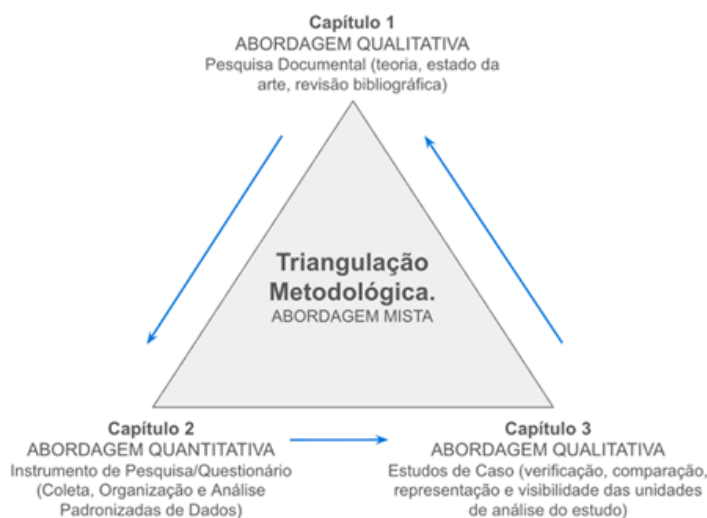 Capítulo 1
ABORDAGEM QUALITATIVA
Pesquisa Documental (teoria, estado da
arte, revisão bibliográfica)
Triangulação
Metodológica.
ABORDAGEM MISTA
Capítulo 2
ABORDAGEM QUANTITATIVA
Instrumento de Pesquisa/Questionário
(Coleta, Organização e Análise
Padronizadas de Dados)
Capítulo 3
ABORDAGEM QUALITATIVA
Estudos de Caso (verificação, comparação,
representação e visibilidade das unidades
de análise do estudo)